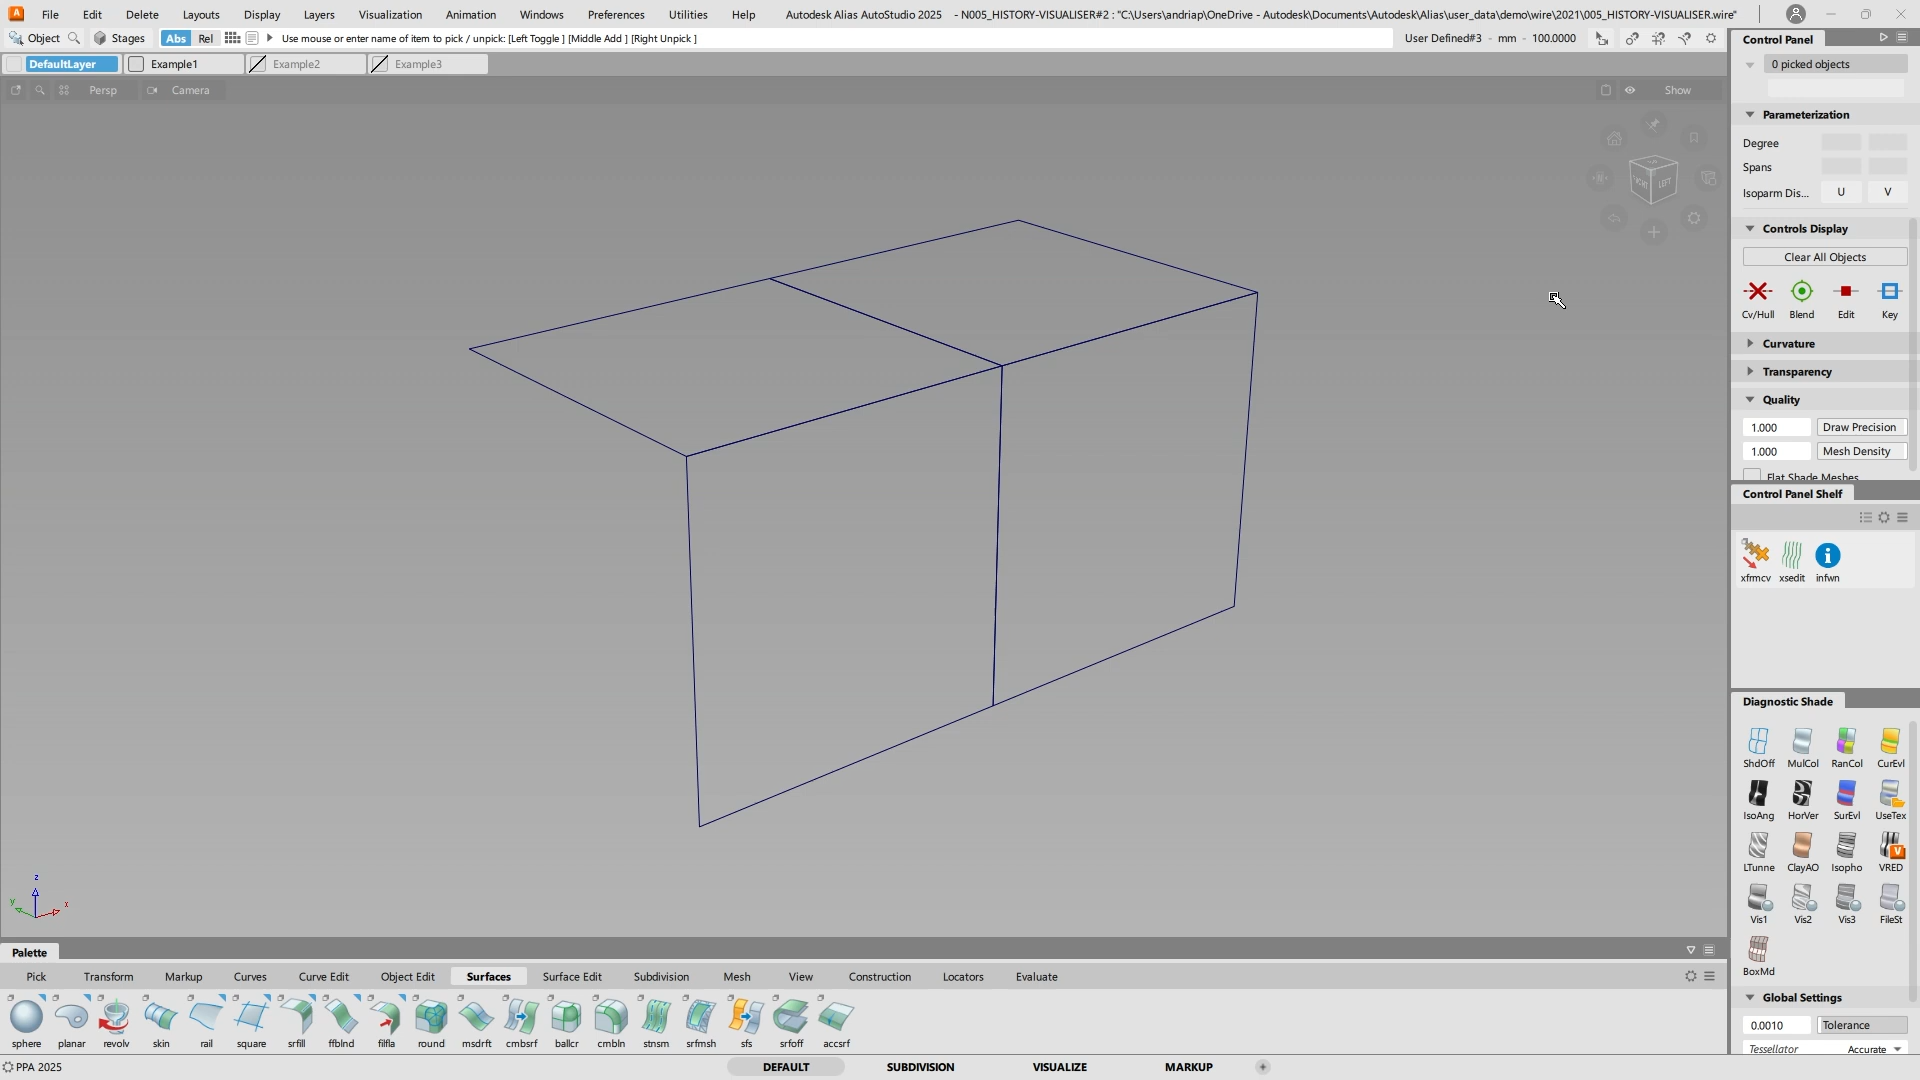 File Edit Delete Layouts Display Layers Visualization Animation Windows Preferences Utilities Help Autodesk Alias AutoStudio 2025 - N005_HISTORY-VISUALISER#2 : "C:\Users\andriap\OneDrive - Autodesk\Documents\Autodesk\Alias\user_data\demo\wire\2021\005_HISTORY-VISUALISER.wire"
Object Stages Abs Rel Use mouse or enter name of item to pick / unpick: [Left Toggle ] [Middle Add ] [Right Unpick ] User Defined#3 - mm - 100.0000
DefaultLayer Example1 Example2 Example3
Persp Camera Show
LEFT
z
y x
Control Panel
0 picked objects
Parameterization
Degree
Spans
Isoparm Dis... U V
Controls Display
Clear All Objects
Cv/Hull Blend Edit Key
Curvature
Transparency
Quality
1.000 Draw Precision
1.000 Mesh Density
Flat Shade Meshes
Control Panel Shelf
xfrmcv xsedit infwn
Diagnostic Shade
ShdOff MulCol RanCol CurEvl
IsoAng HorVer SurEvl UseTex
LTunne ClayAO Isopho VRED
Vis1 Vis2 Vis3 FileSt
BoxMd
Global Settings
0.0010 Tolerance
Tessellator Accurate
Palette
Pick Transform Markup Curves Curve Edit Object Edit Surfaces Surface Edit Subdivision Mesh View Construction Locators Evaluate
sphere planar revolv skin rail square srfill ffblnd filfla round msdrft cmbsrf ballcr cmbln stnsm srfmsh sfs srfoff accsrf
PPA 2025 DEFAULT SUBDIVISION VISUALIZE MARKUP